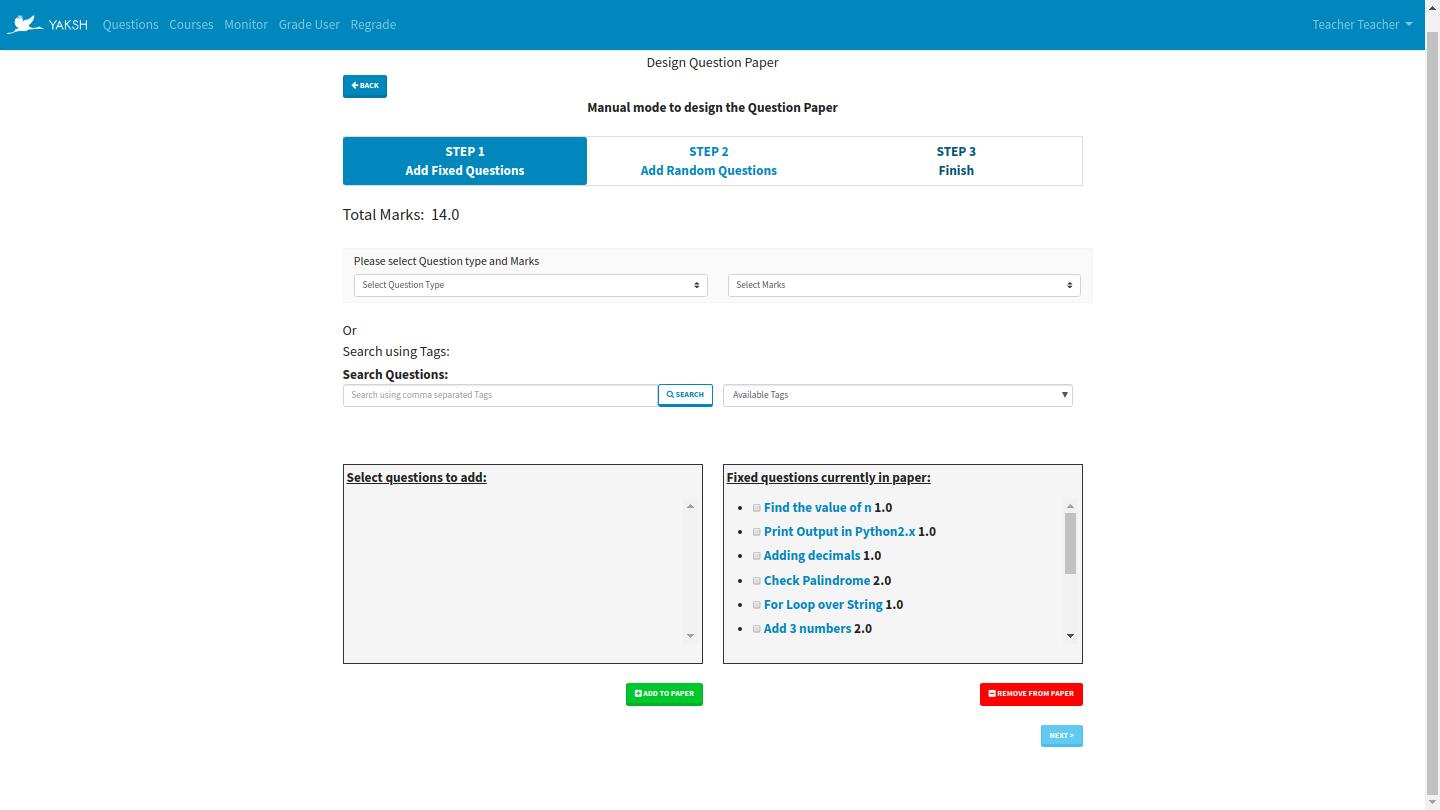 YAKSH Questions Courses Monitor Grade User Regrade Teacher Teacher
Design Question Paper
BACK
Manual mode to design the Question Paper
STEP 1
Add Fixed Questions
STEP 2
Add Random Questions
STEP 3
Finish
Total Marks: 14.0
Please select Question type and Marks
Select Question Type
Select Marks
Or
Search using Tags:
Search Questions:
Search using comma separated Tags
SEARCH
Available Tags
Select questions to add:
ADD TO PAPER
Fixed questions currently in paper:
Find the value of n 1.0
Print Output in Python2.x 1.0
Adding decimals 1.0
Check Palindrome 2.0
For Loop over String 1.0
Add 3 numbers 2.0
REMOVE FROM PAPER
NEXT >